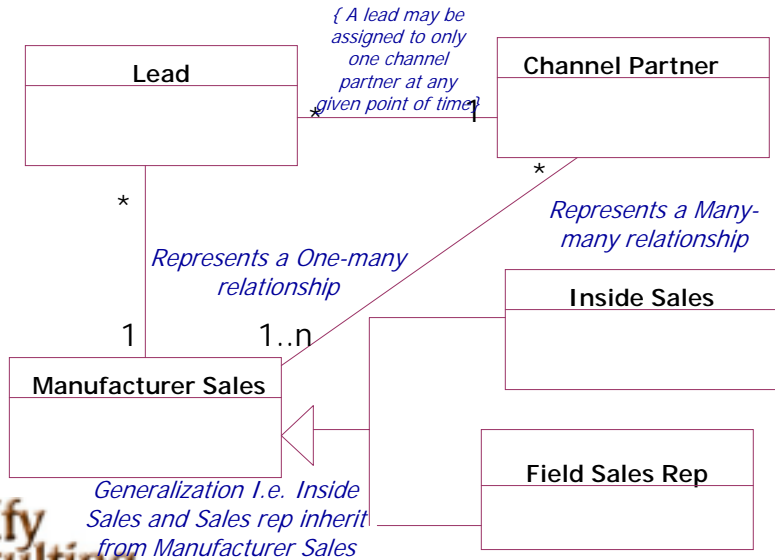 { A lead may be
assigned to only
one channel
partner at any
given point of time}
Lead
Channel Partner
*
1
*
*
Represents a One-many
relationship
Represents a Many-
many relationship
1
1..n
Inside Sales
Manufacturer Sales
Field Sales Rep
Generalization I.e. Inside
Sales and Sales rep inherit
from Manufacturer Sales